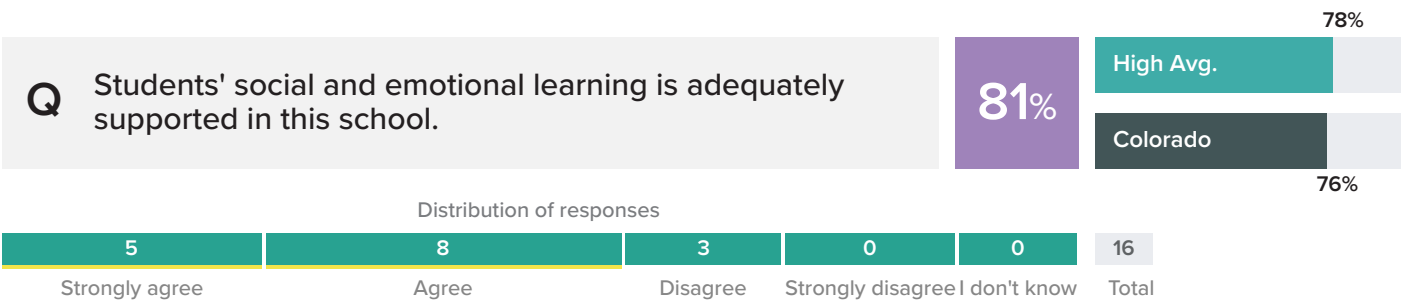 78%
Q
Students' social and emotional learning is adequately
supported in this school.
81%
High Avg.
Colorado
76%
Distribution of responses
5 8 3 0 0 16
Strongly agree Agree Disagree Strongly disagree I don't know Total